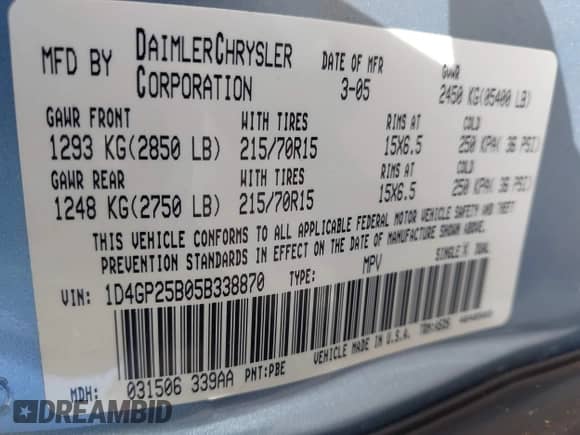 MFD BY DAIMLERCHRYSLER CORPORATION DATE OF MFR 3-05 GVWR 2450 KG(05400 LB)
GAWR FRONT WITH TIRES RIMS AT COLD
1293 KG(2850 LB) 215/70R15 15X6.5 250 KPA( 36 PSI)
GAWR REAR WITH TIRES RIMS AT COLD
1248 KG(2750 LB) 215/70R15 15X6.5 250 KPA( 36 PSI)
THIS VEHICLE CONFORMS TO ALL APPLICABLE FEDERAL MOTOR VEHICLE SAFETY AND THEFT
PREVENTION STANDARDS IN EFFECT ON THE DATE OF MANUFACTURE SHOWN ABOVE.
VIN: 1D4GP25B05B338870 TYPE: MPV SINGLE X DUAL
MDH: 031506 339AA PNT:PBE VEHICLE MADE IN U.S.A.
DREAMBID